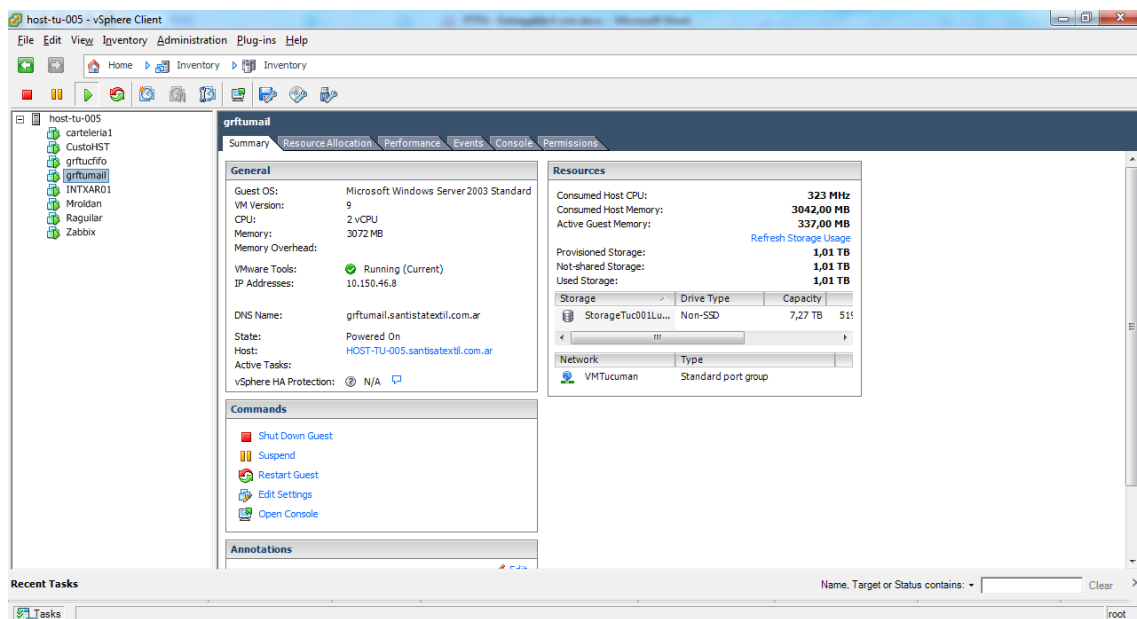 host-tu-005 - vSphere Client
File Edit View Inventory Administration Plug-ins Help
Home Inventory Inventory
host-tu-005
carteleria1
CustoHST
grftucfifo
grftumail
INTXAR01
Mroldan
Raguilar
Zabbix
grftumail
Summary Resource Allocation Performance Events Console Permissions
General
Guest OS: Microsoft Windows Server 2003 Standard
VM Version: 9
CPU: 2 vCPU
Memory: 3072 MB
Memory Overhead:
VMware Tools: Running (Current)
IP Addresses: 10.150.46.8
DNS Name: grftumail.santistatextil.com.ar
State: Powered On
Host: HOST-TU-005.santisatextil.com.ar
Active Tasks:
vSphere HA Protection: N/A
Commands
Shut Down Guest
Suspend
Restart Guest
Edit Settings
Open Console
Annotations
Edit
Resources
Consumed Host CPU: 323 MHz
Consumed Host Memory: 3042,00 MB
Active Guest Memory: 337,00 MB
Refresh Storage Usage
Provisioned Storage: 1,01 TB
Not-shared Storage: 1,01 TB
Used Storage: 1,01 TB
Storage Drive Type Capacity
StorageTuc001Lu... Non-SSD 7,27 TB 519
Network Type
VMTucuman Standard port group
Recent Tasks
Name, Target or Status contains: Clear
Tasks
root